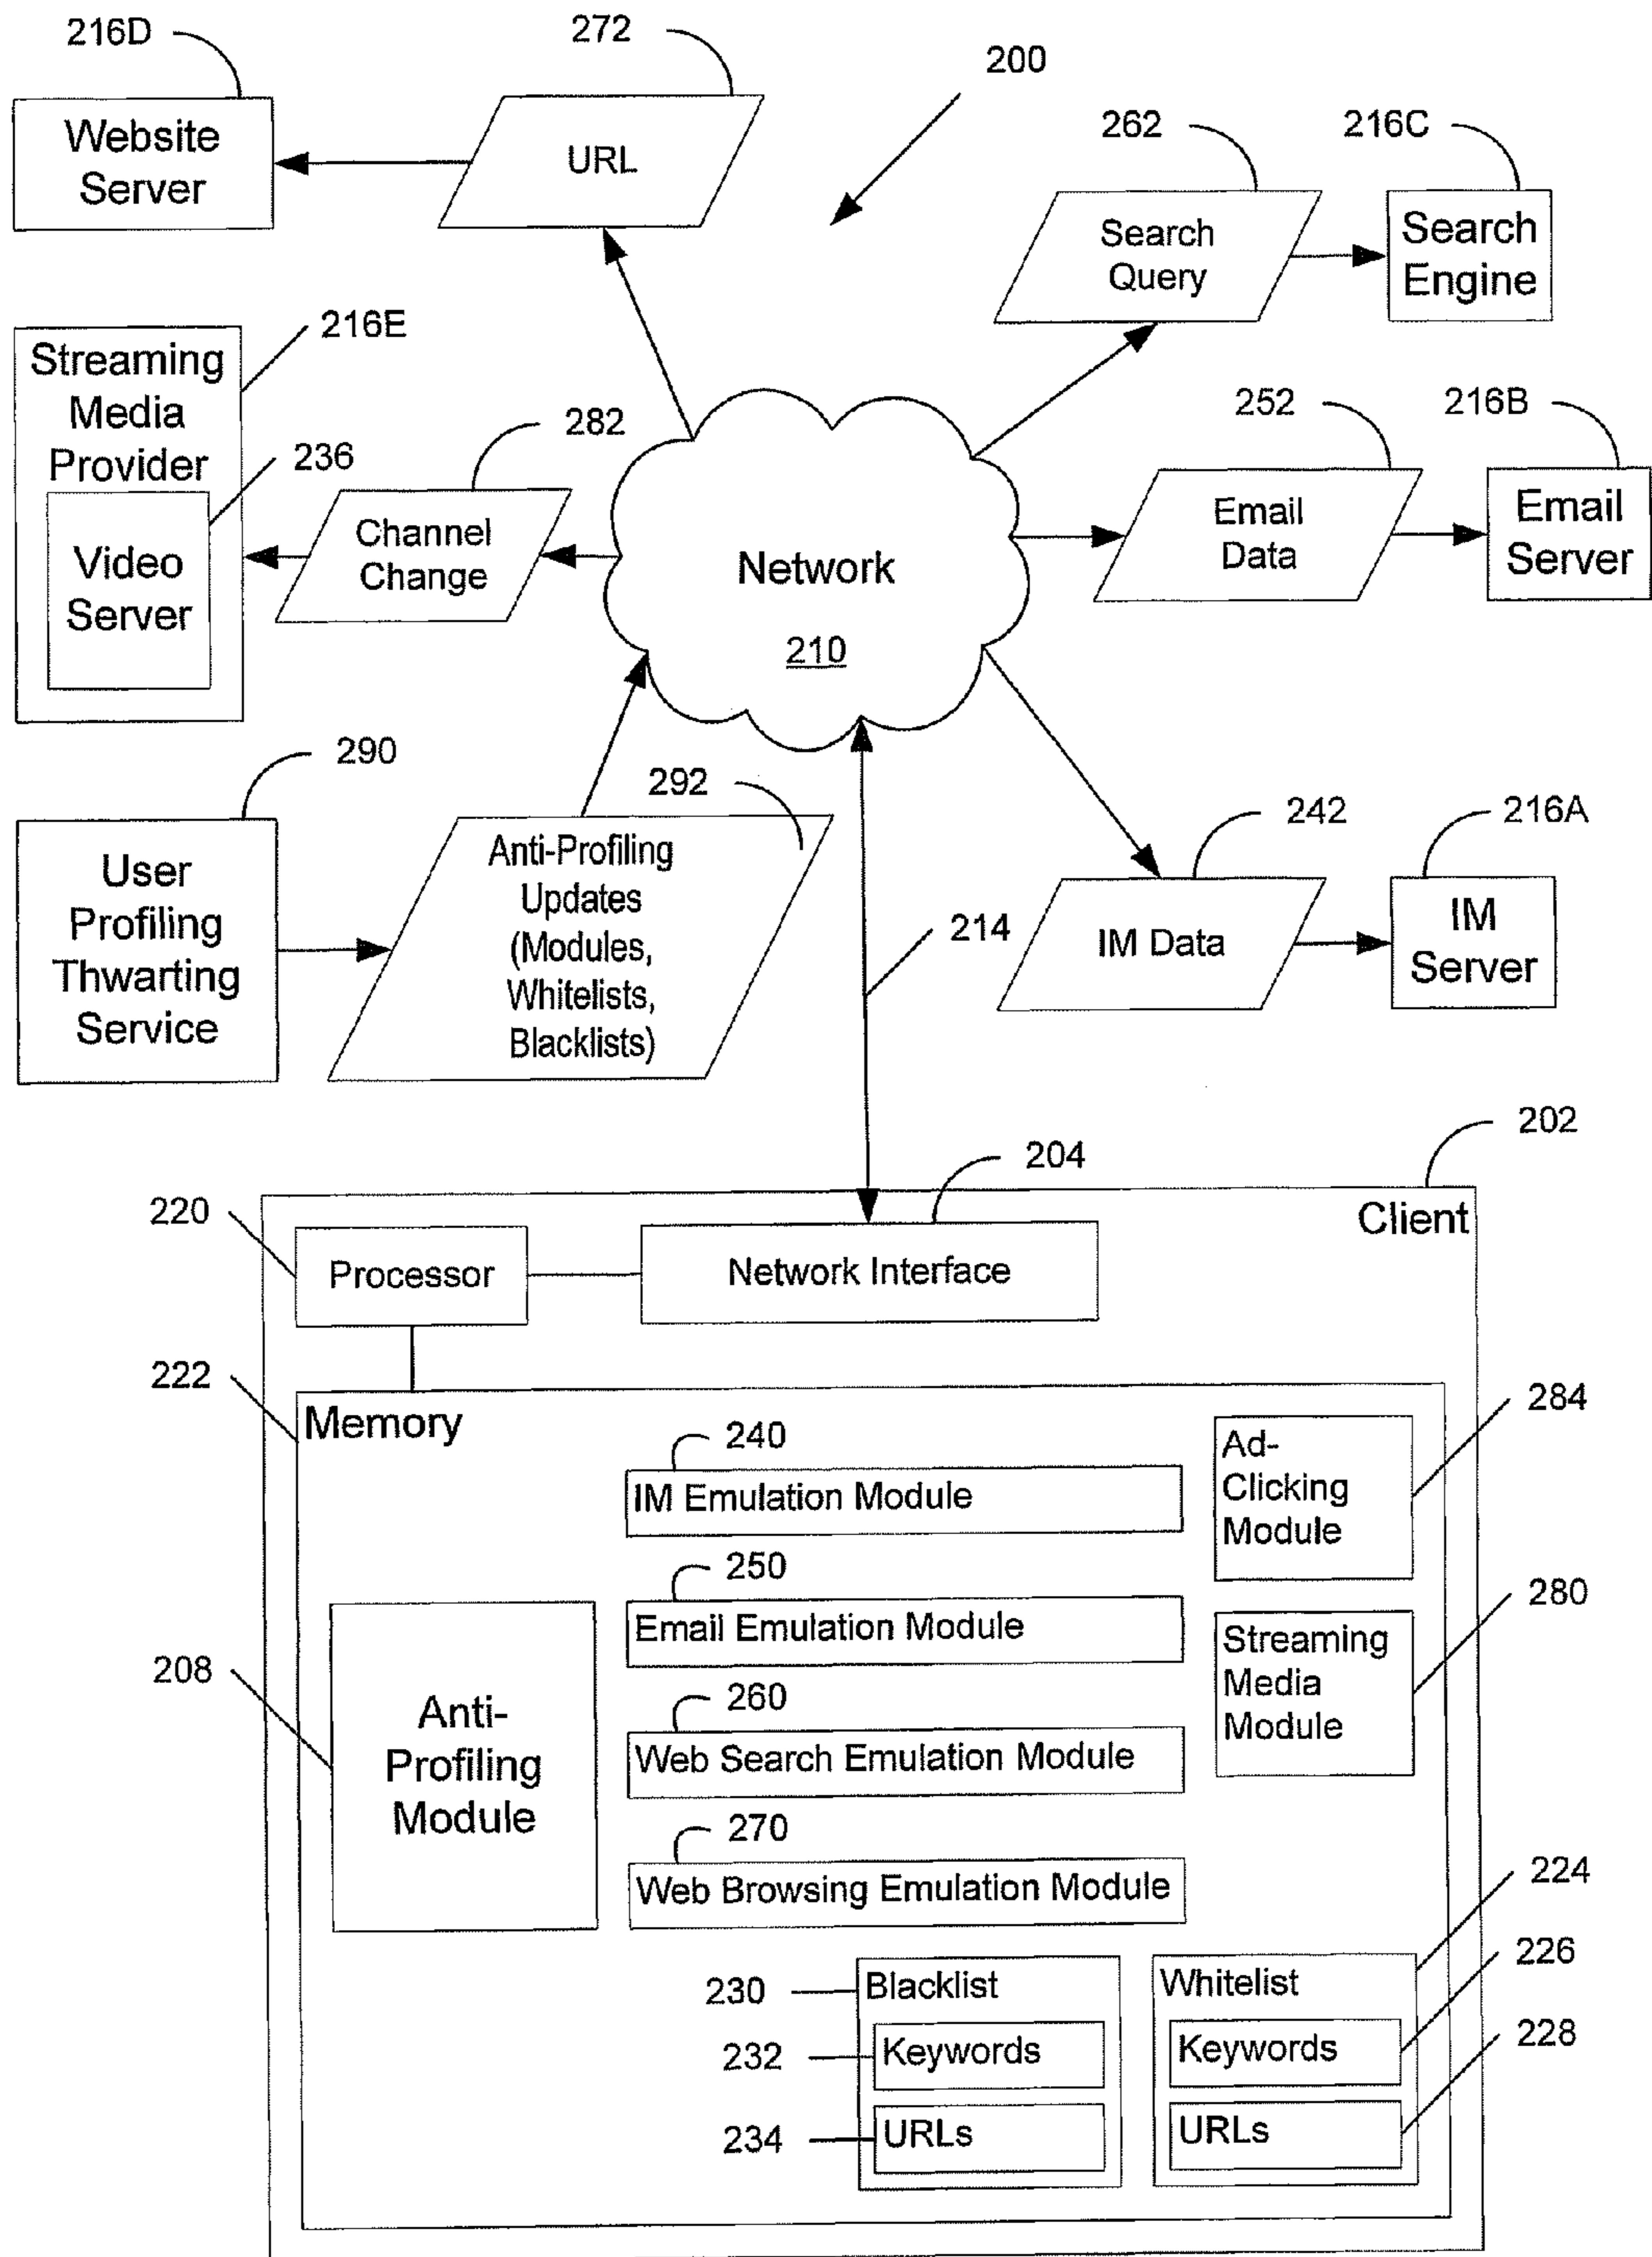 216D
272
200
262
216C
Website
Server
URL
Search
Query
Search
Engine
216E
Streaming
Media
Provider
236
282
252
216B
Video
Server
Channel
Change
Network
210
Email
Data
Email
Server
290
292
242
216A
User
Profiling
Thwarting
Service
Anti-Profiling
Updates
(Modules,
Whitelists,
Blacklists)
214
IM Data
IM
Server
202
204
220
Client
Processor
Network Interface
222
Memory
284
240
IM Emulation Module
Ad-
Clicking
Module
250
Email Emulation Module
280
Streaming
Media
Module
208
Anti-
Profiling
Module
260
Web Search Emulation Module
270
Web Browsing Emulation Module
224
226
230
Blacklist
Whitelist
228
232
Keywords
Keywords
234
URLs
URLs